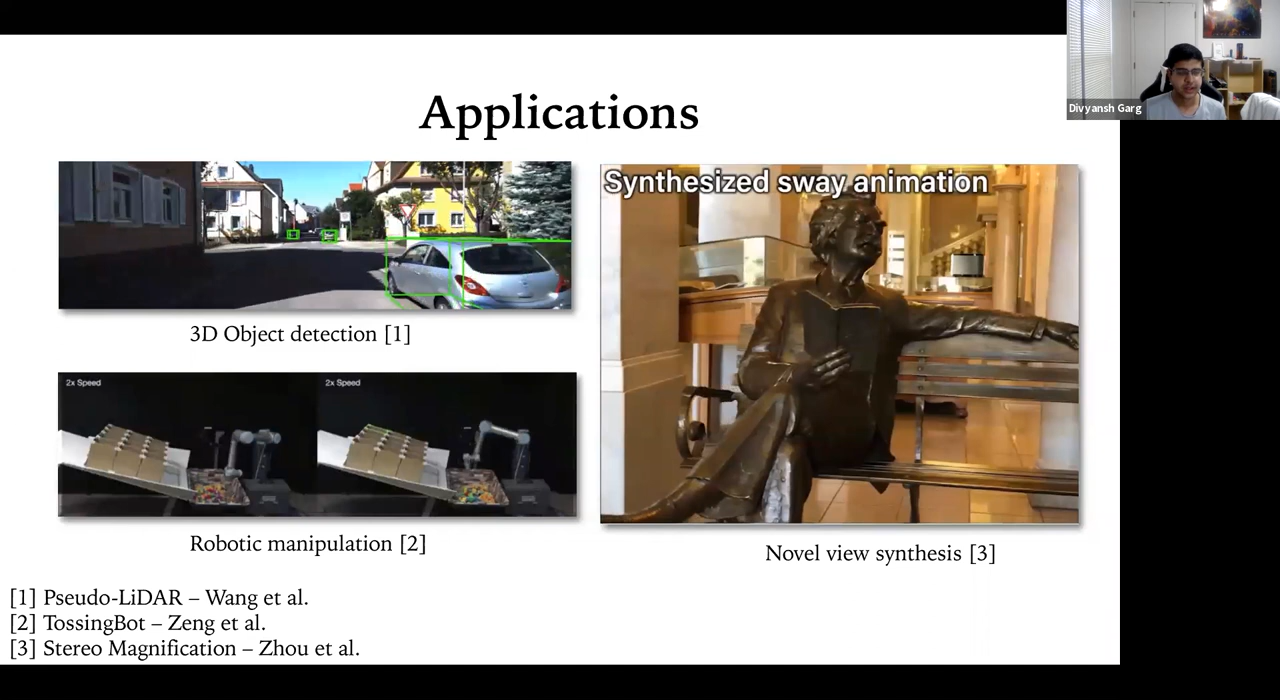 Divyansh Garg
Applications
3D Object detection [1]
2x Speed
2x Speed
Robotic manipulation [2]
Synthesized sway animation
Novel view synthesis [3]
[1] Pseudo-LiDAR – Wang et al.
[2] TossingBot – Zeng et al.
[3] Stereo Magnification – Zhou et al.